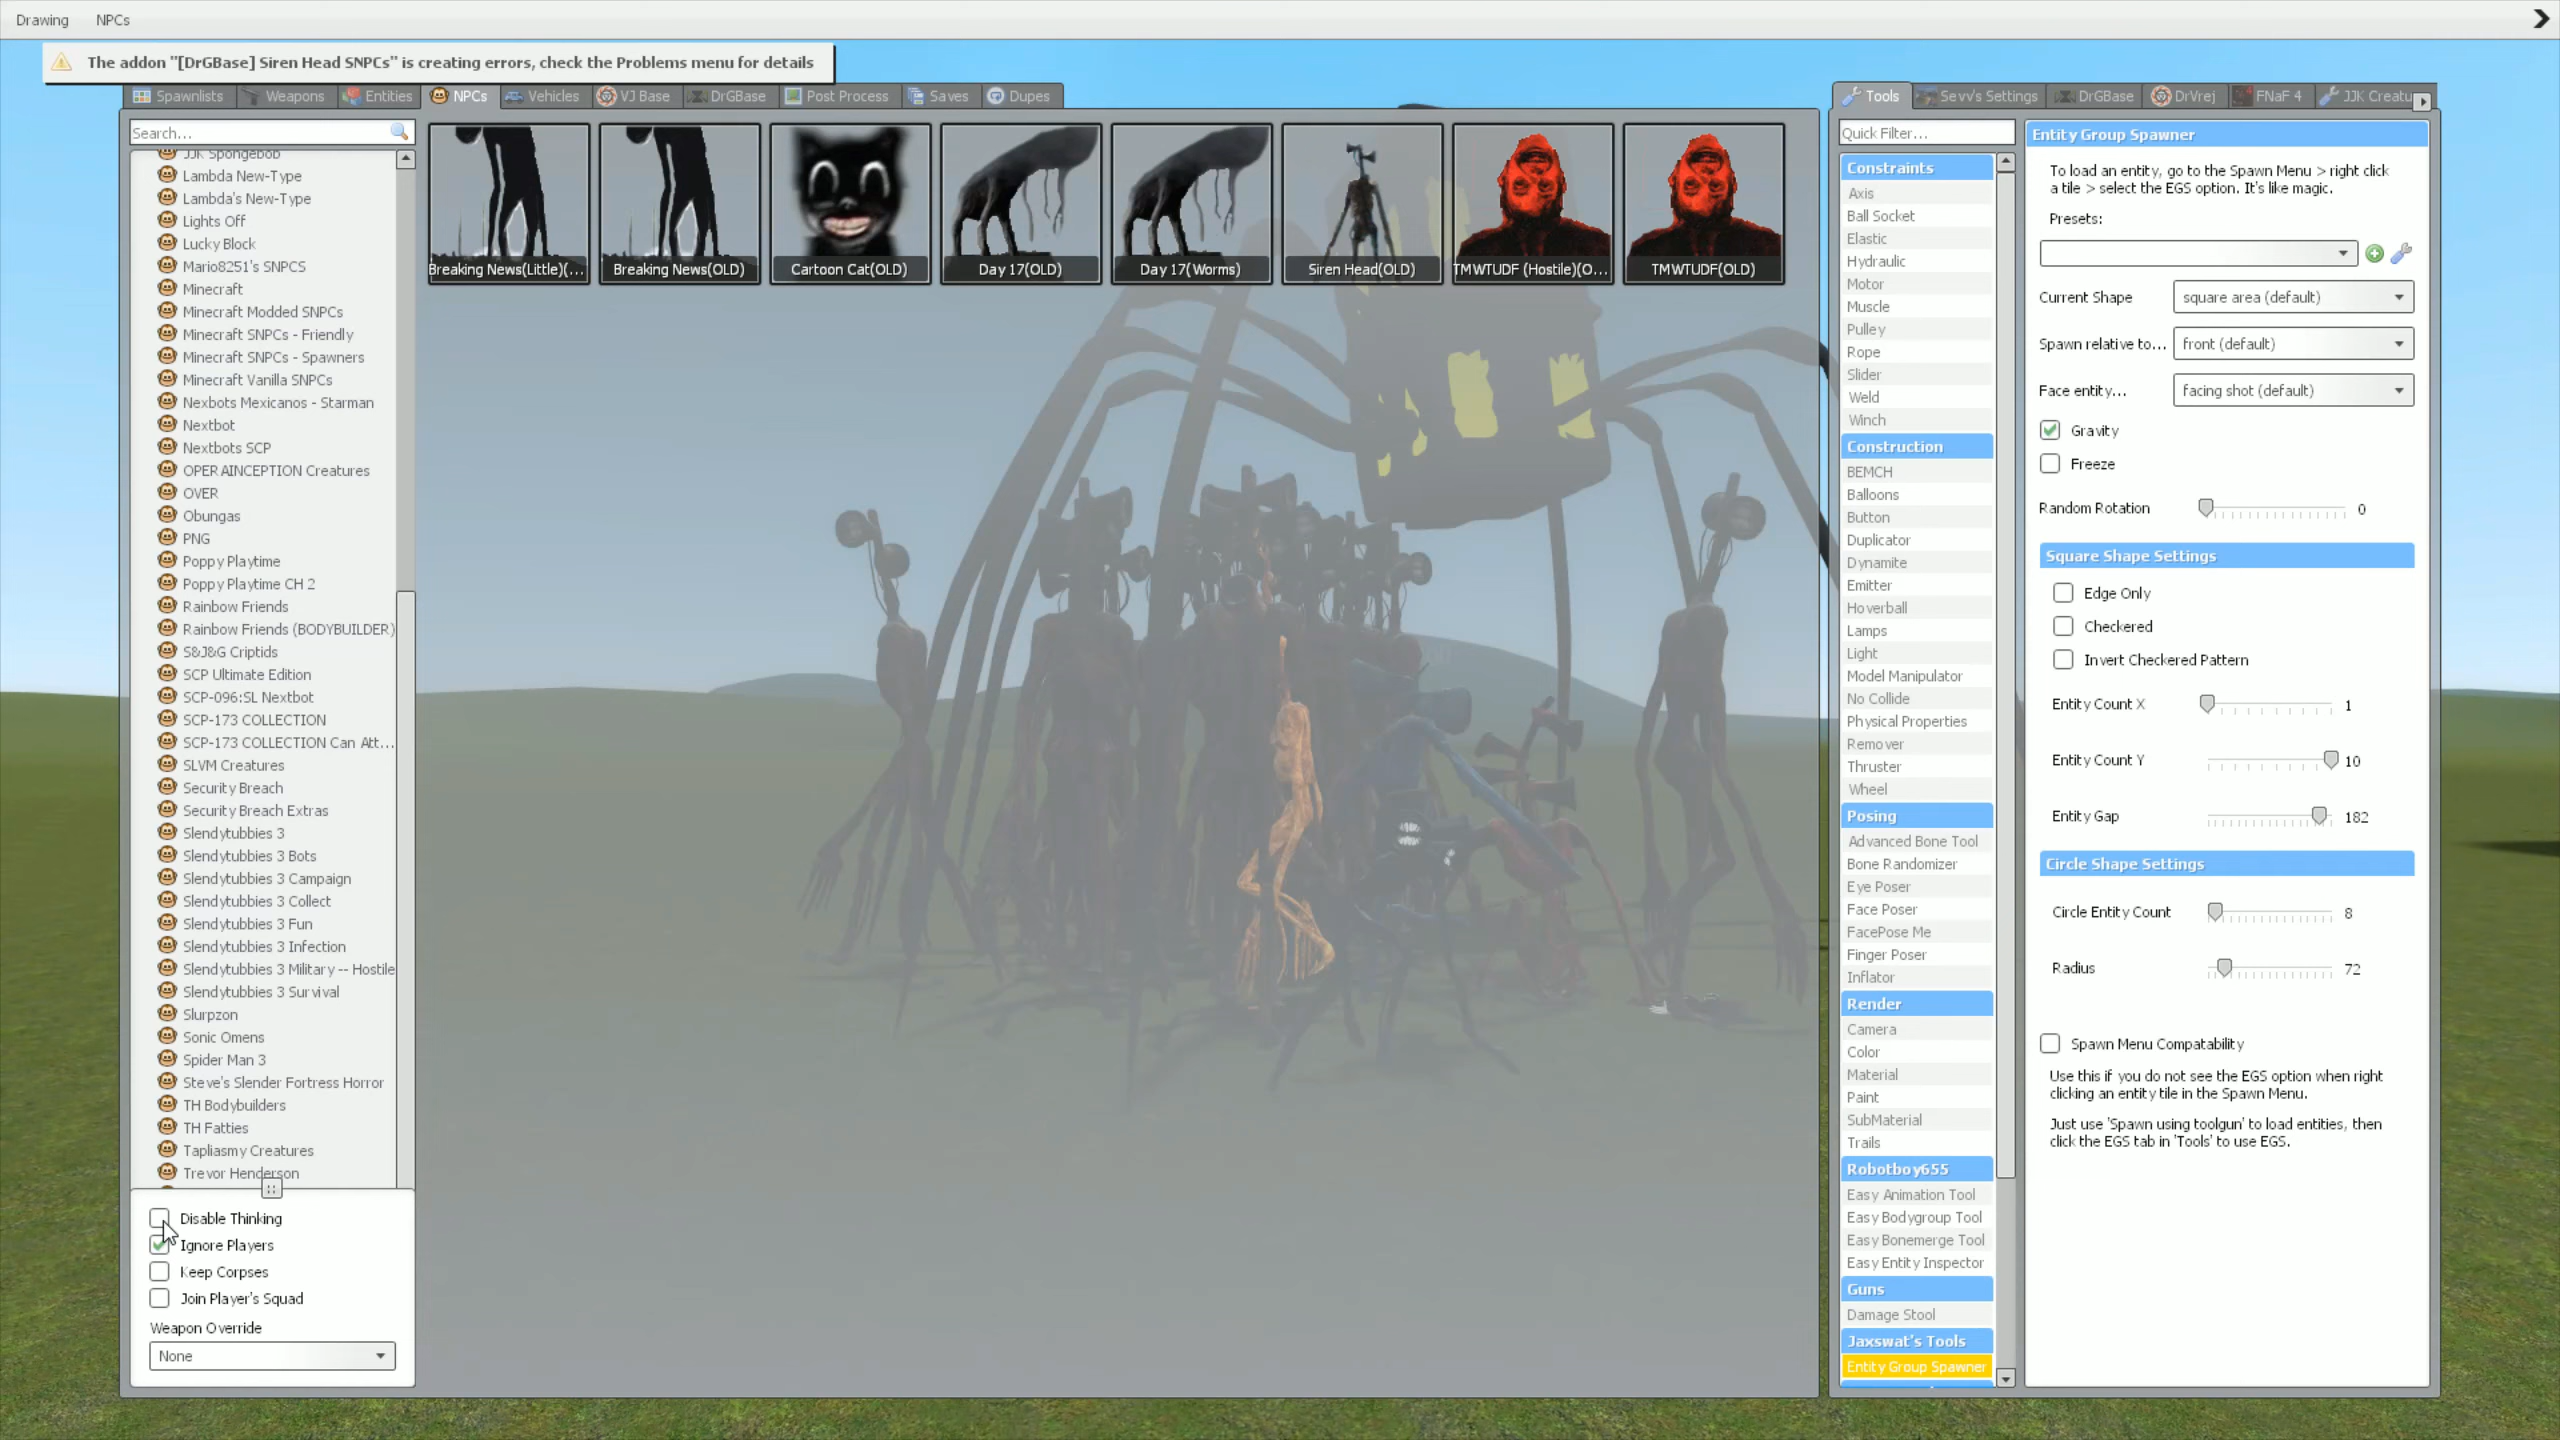 Drawing NPCs
The addon "[DrGBase] Siren Head SNPCs" is creating errors, check the Problems menu for details
Spawnlists Weapons Entities NPCs Vehicles VJ Base DrGBase Post Process Saves Dupes
Search...
JJK Spongebob
Lambda New-Type
Lambda's New-Type
Lights Off
Lucky Block
Mario8251's SNPCS
Minecraft
Minecraft Modded SNPCs
Minecraft SNPCs - Friendly
Minecraft SNPCs - Spawners
Minecraft Vanilla SNPCs
Nexbots Mexicanos - Starman
Nextbot
Nextbots SCP
OPERAINCEPTION Creatures
OVER
Obungas
PNG
Poppy Playtime
Poppy Playtime CH 2
Rainbow Friends
Rainbow Friends (BODYBUILDER)
S&J&G Criptids
SCP Ultimate Edition
SCP-096:SL Nextbot
SCP-173 COLLECTION
SCP-173 COLLECTION Can Att...
SLVM Creatures
Security Breach
Security Breach Extras
Slendytubbies 3
Slendytubbies 3 Bots
Slendytubbies 3 Campaign
Slendytubbies 3 Collect
Slendytubbies 3 Fun
Slendytubbies 3 Infection
Slendytubbies 3 Military -- Hostile
Slendytubbies 3 Survival
Slurpzon
Sonic Omens
Spider Man 3
Steve's Slender Fortress Horror
TH Bodybuilders
TH Fatties
Tapliasmy Creatures
Trevor Henderson
Disable Thinking
Ignore Players
Keep Corpses
Join Player's Squad
Weapon Override
None
Breaking News(Little)(...
Breaking News(OLD)
Cartoon Cat(OLD)
Day 17(OLD)
Day 17(Worms)
Siren Head(OLD)
TMWTUDF (Hostile)(O...
TMWTUDF(OLD)
Tools Sevv's Settings DrGBase DrVrej FNaF 4 JJK Creatu
Quick Filter...
Constraints
Axis
Ball Socket
Elastic
Hydraulic
Motor
Muscle
Pulley
Rope
Slider
Weld
Winch
Construction
BEMCH
Balloons
Button
Duplicator
Dynamite
Emitter
Hoverball
Lamps
Light
Model Manipulator
No Collide
Physical Properties
Remover
Thruster
Wheel
Posing
Advanced Bone Tool
Bone Randomizer
Eye Poser
Face Poser
FacePose Me
Finger Poser
Inflator
Render
Camera
Color
Material
Paint
SubMaterial
Trails
Robotboy655
Easy Animation Tool
Easy Bodygroup Tool
Easy Bonemerge Tool
Easy Entity Inspector
Guns
Damage Stool
Jaxswat's Tools
Entity Group Spawner
Entity Group Spawner
To load an entity, go to the Spawn Menu > right click
a tile > select the EGS option. It's like magic.
Presets:
Current Shape square area (default)
Spawn relative to... front (default)
Face entity... facing shot (default)
Gravity
Freeze
Random Rotation 0
Square Shape Settings
Edge Only
Checkered
Invert Checkered Pattern
Entity Count X 1
Entity Count Y 10
Entity Gap 182
Circle Shape Settings
Circle Entity Count 8
Radius 72
Spawn Menu Compatability
Use this if you do not see the EGS option when right
clicking an entity tile in the Spawn Menu.
Just use 'Spawn using toolgun' to load entities, then
click the EGS tab in 'Tools' to use EGS.